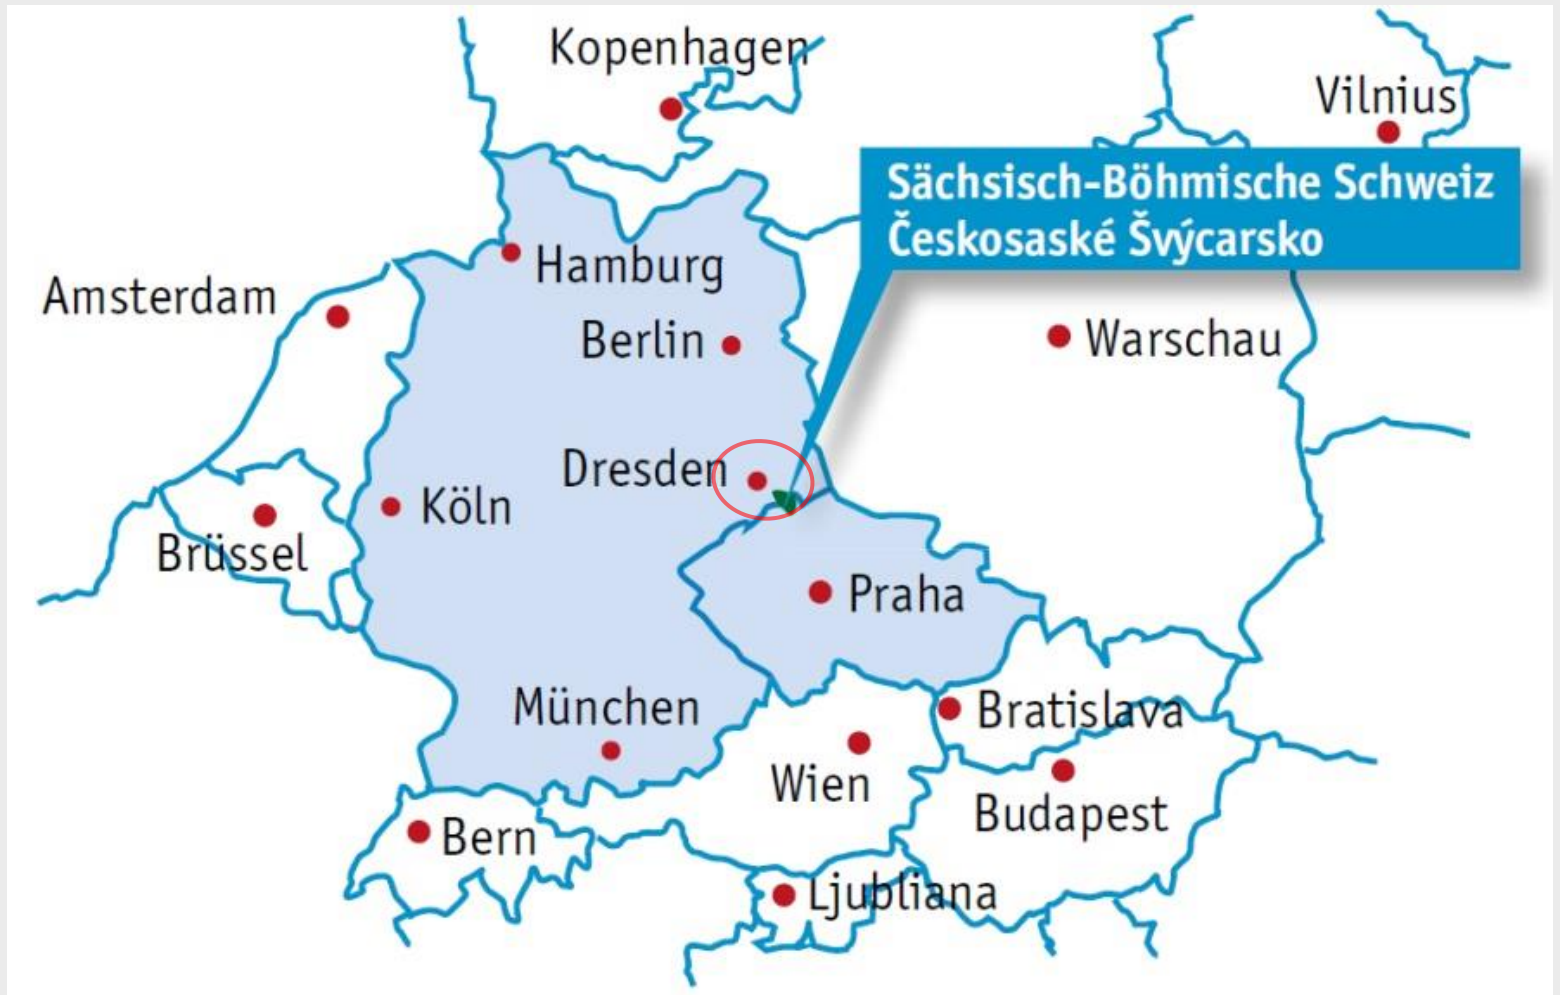 Kopenhagen
Vilnius
Sächsisch-Böhmische Schweiz
Českosaské Švýcarsko
Hamburg
Amsterdam
Berlin
Warschau
Dresden
Köln
Brüssel
Praha
München
Bratislava
Wien
Budapest
Bern
Ljubliana